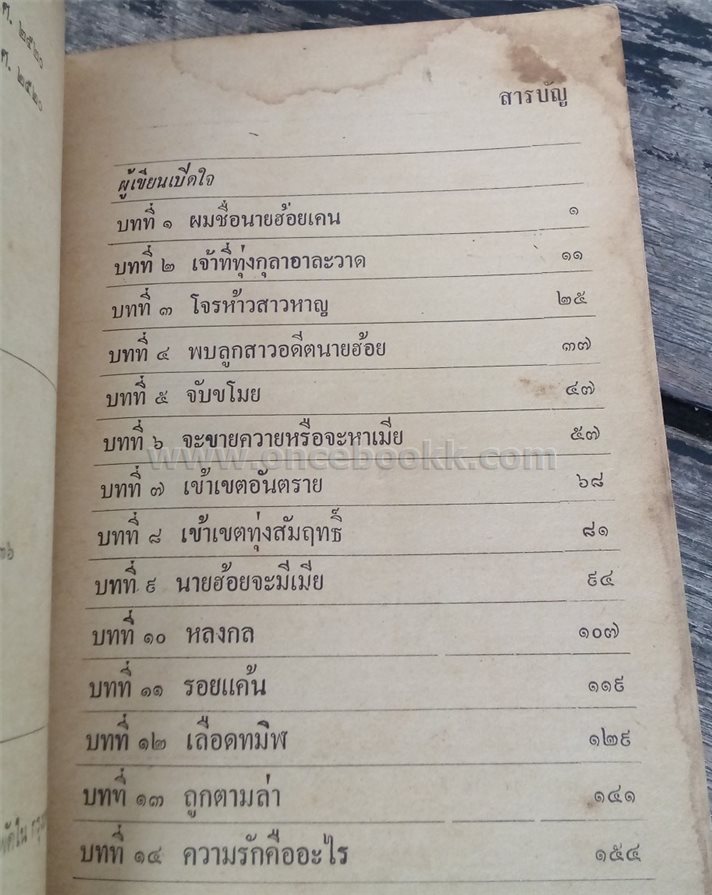 ศ. ๒๕๒๐
ศ. ๒๕๒๐
สารบัญ
ผู้เขียนเปิดใจ
บทที่ ๑ ผมชื่อนายฮ้อยเคน ๑
บทที่ ๒ เจ้าที่ทุ่งกุลาอาละวาด ๑๑
บทที่ ๓ โจรห้าวสาวหาญ ๒๕
บทที่ ๔ พบลูกสาวอดีตนายฮ้อย ๓๗
บทที่ ๕ จับขโมย ๔๗
บทที่ ๖ จะขายควายหรือจะหาเมีย ๕๗
www.oncebookk.com
บทที่ ๗ เข้าเขตอันตราย ๖๘
บทที่ ๘ เข้าเขตทุ่งสัมฤทธิ์ ๘๑
บทที่ ๙ นายฮ้อยจะมีเมีย ๙๔
บทที่ ๑๐ หลงกล ๑๐๗
บทที่ ๑๑ รอยแค้น ๑๑๙
บทที่ ๑๒ เลือดทมิฬ ๑๒๙
บทที่ ๑๓ ถูกตามล่า ๑๔๑
บทที่ ๑๔ ความรักคืออะไร ๑๕๔